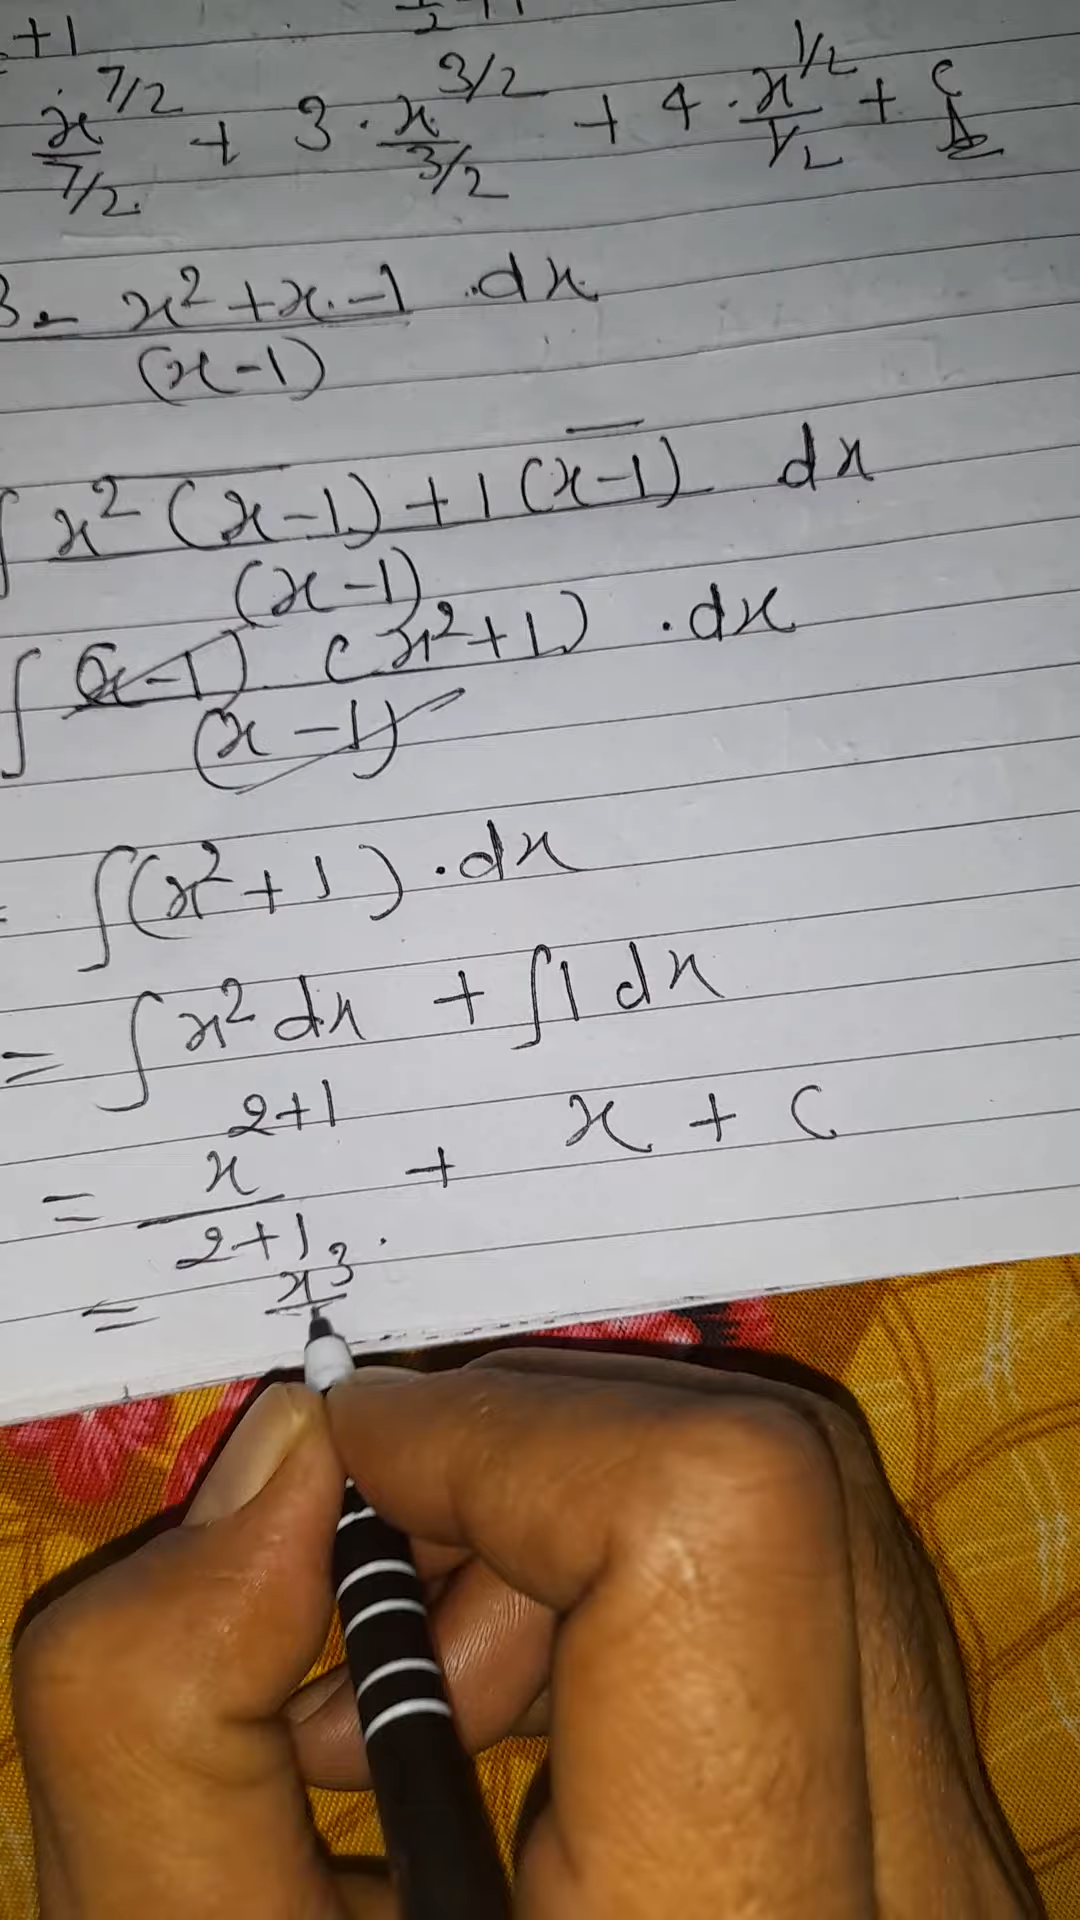 +1
x^7/2 / 7/2 + 3 · x^3/2 / 3/2 + 4 · x^1/2 / 1/2 + c
3 - x² + x - 1 / (x-1) .dx
∫ x² (x-1) + 1 (x-1) / (x-1) dx
∫ (x-1) (x²+1) / (x-1) . dx
= ∫(x²+1) . dx
= ∫ x² dx + ∫1 dx
= x^2+1 / 2+1 + x + C
= x³